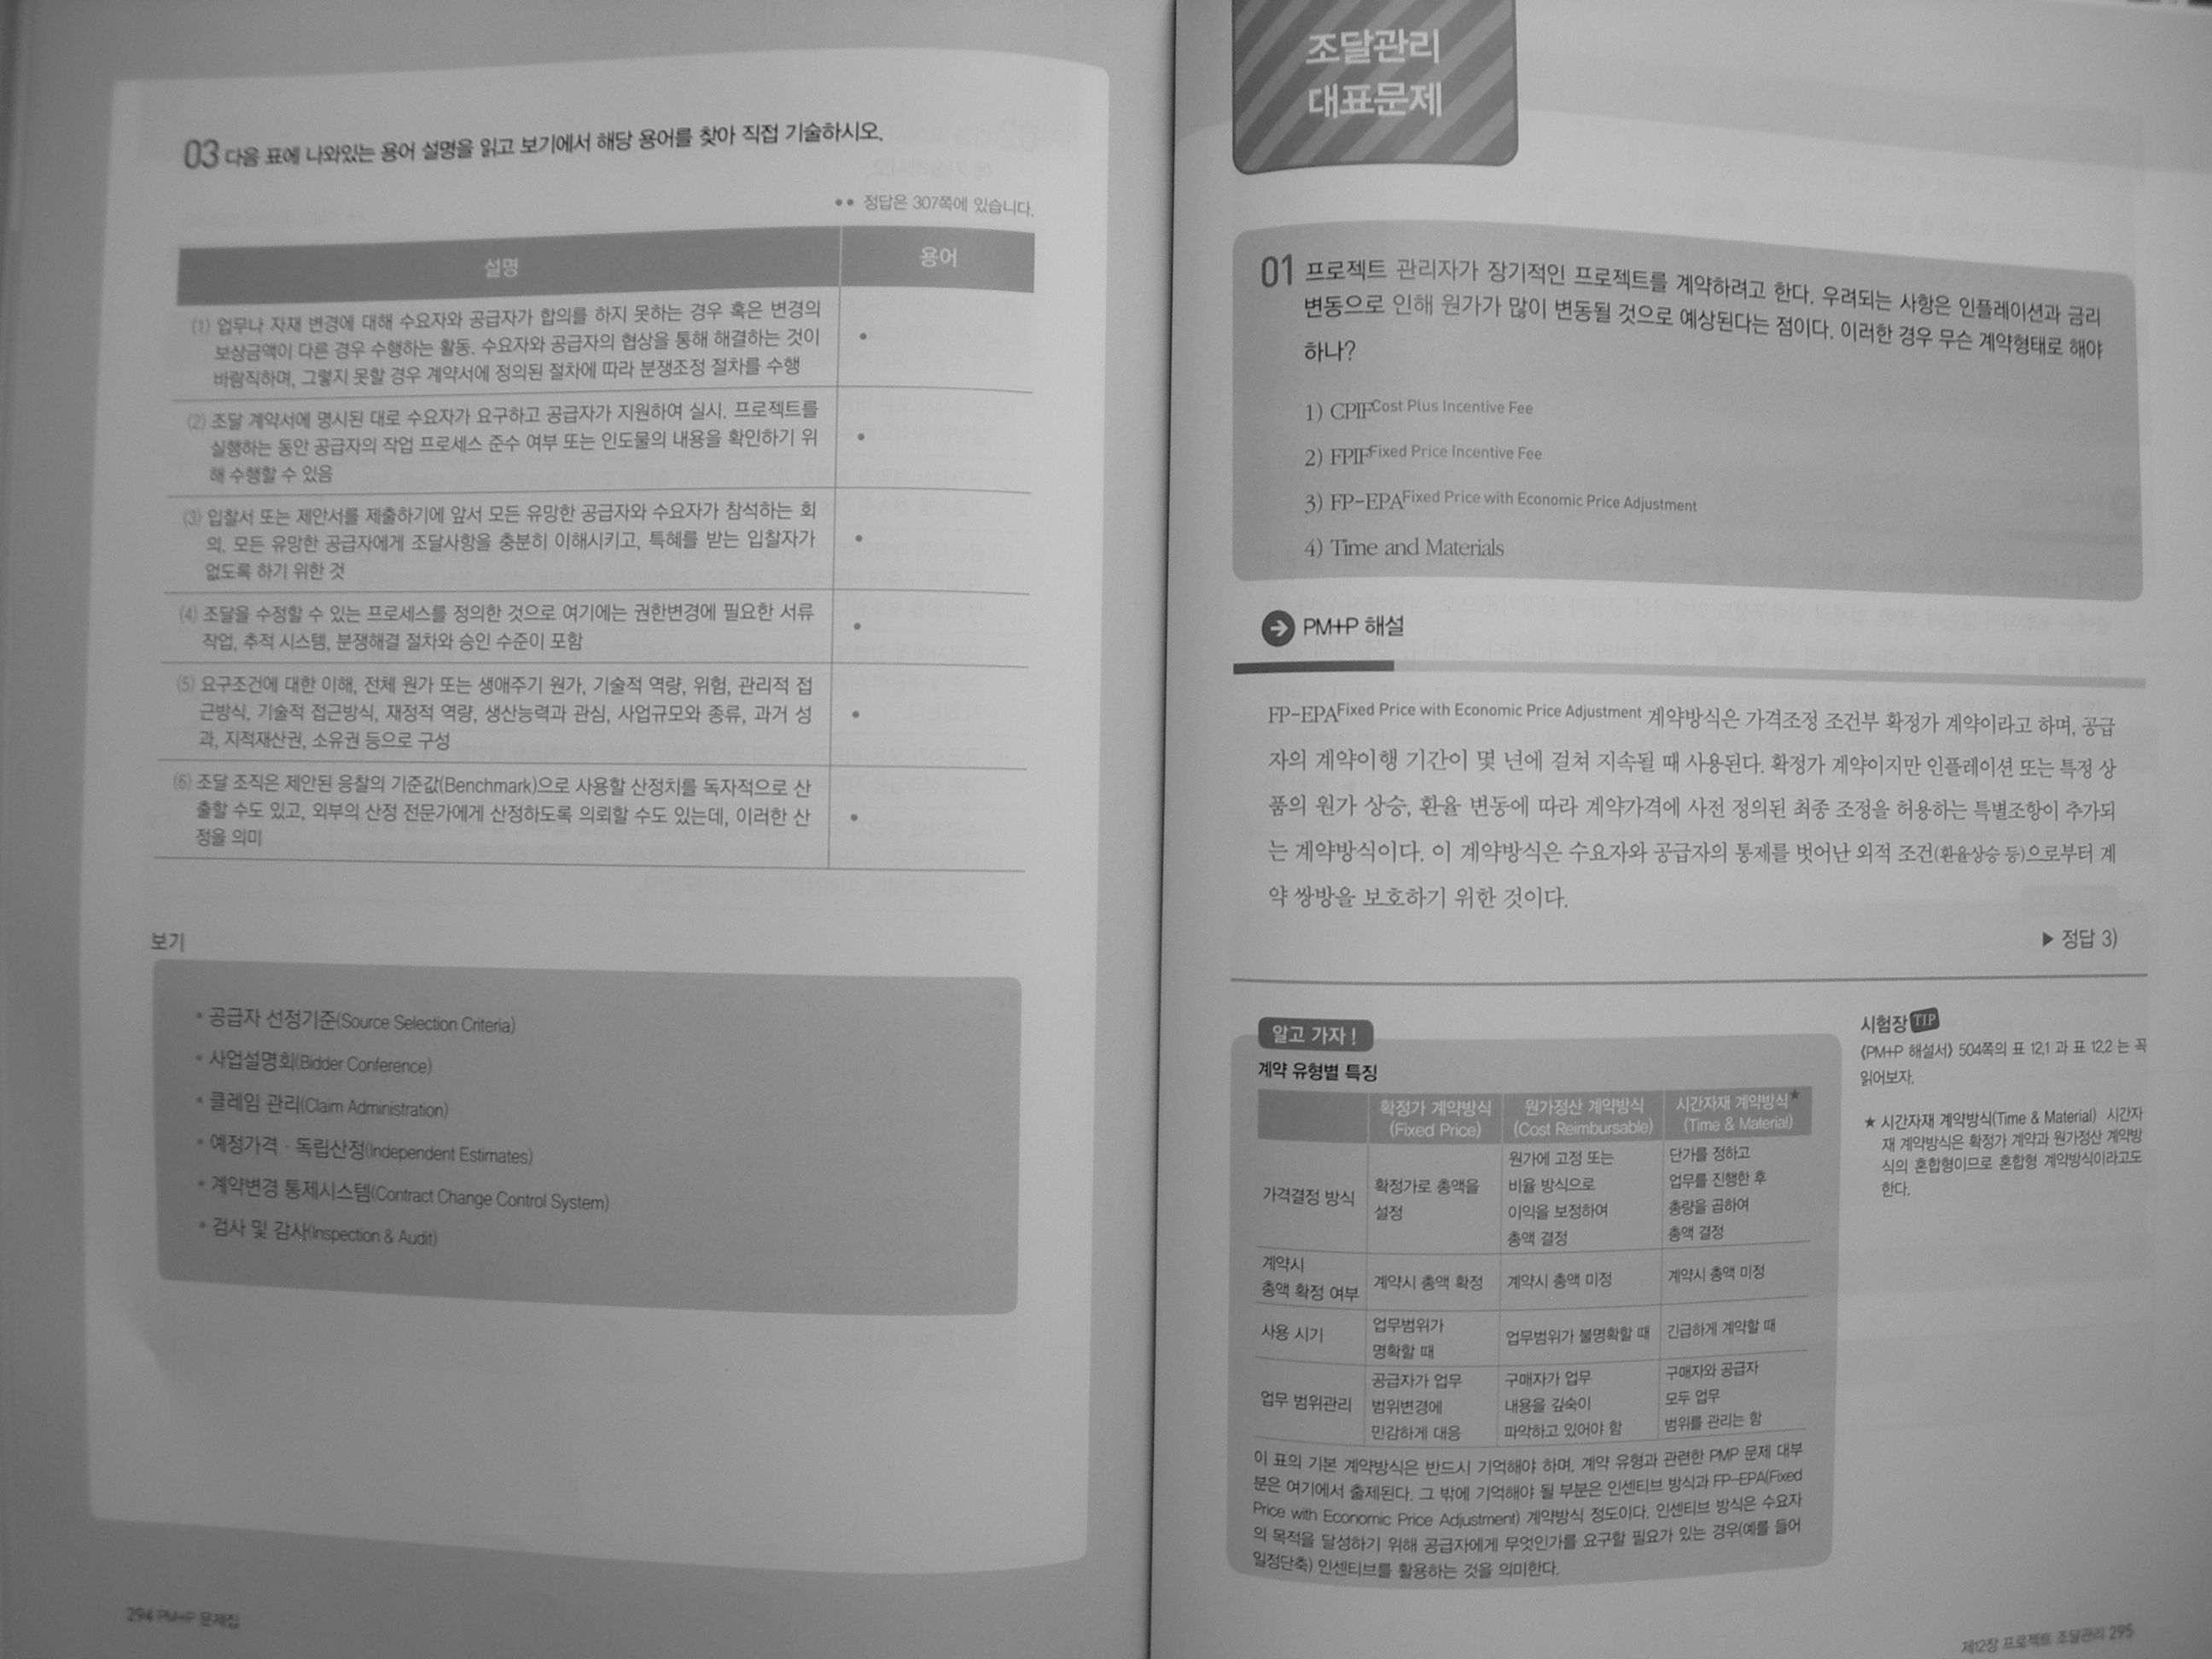 03 다음 표에 나와있는 용어 설명을 읽고 보기에서 해당 용어를 찾아 직접 기술하시오.
•• 정답은 307쪽에 있습니다.
설명 용어
(1) 업무나 자재 변경에 대해 수요자와 공급자가 합의를 하지 못하는 경우 혹은 변경의
보상금액이 다른 경우 수행하는 활동. 수요자와 공급자의 협상을 통해 해결하는 것이 •
바람직하며, 그렇지 못할 경우 계약서에 정의된 절차에 따라 분쟁조정 절차를 수행
(2) 조달 계약서에 명시된 대로 수요자가 요구하고 공급자가 지원하여 실시. 프로젝트를
실행하는 동안 공급자의 작업 프로세스 준수 여부 또는 인도물의 내용을 확인하기 위 •
해 수행할 수 있음
(3) 입찰서 또는 제안서를 제출하기에 앞서 모든 유망한 공급자와 수요자가 참석하는 회
의. 모든 유망한 공급자에게 조달사항을 충분히 이해시키고, 특혜를 받는 입찰자가 •
없도록 하기 위한 것
(4) 조달을 수정할 수 있는 프로세스를 정의한 것으로 여기에는 권한변경에 필요한 서류 •
작업, 추적 시스템, 분쟁해결 절차와 승인 수준이 포함
(5) 요구조건에 대한 이해, 전체 원가 또는 생애주기 원가, 기술적 역량, 위험, 관리적 접
근방식, 기술적 접근방식, 재정적 역량, 생산능력과 관심, 사업규모와 종류, 과거 성 •
과, 지적재산권, 소유권 등으로 구성
(6) 조달 조직은 제안된 응찰의 기준값(Benchmark)으로 사용할 산정치를 독자적으로 산
출할 수도 있고, 외부의 산정 전문가에게 산정하도록 의뢰할 수도 있는데, 이러한 산 •
정을 의미
보기
• 공급자 선정기준(Source Selection Criteria)
• 사업설명회(Bidder Conference)
• 클레임 관리(Claim Administration)
• 예정가격 · 독립산정(Independent Estimates)
• 계약변경 통제시스템(Contract Change Control System)
• 검사 및 감사(Inspection & Audit)
294 PM+P 문제집
조달관리
대표문제
01 프로젝트 관리자가 장기적인 프로젝트를 계약하려고 한다. 우려되는 사항은 인플레이션과 금리
변동으로 인해 원가가 많이 변동될 것으로 예상된다는 점이다. 이러한 경우 무슨 계약형태로 해야
하나?
1) CPIF Cost Plus Incentive Fee
2) FPIF Fixed Price Incentive Fee
3) FP-EPA Fixed Price with Economic Price Adjustment
4) Time and Materials
PM+P 해설
FP-EPA Fixed Price with Economic Price Adjustment 계약방식은 가격조정 조건부 확정가 계약이라고 하며, 공급
자의 계약이행 기간이 몇 년에 걸쳐 지속될 때 사용된다. 확정가 계약이지만 인플레이션 또는 특정 상
품의 원가 상승, 환율 변동에 따라 계약가격에 사전 정의된 최종 조정을 허용하는 특별조항이 추가되
는 계약방식이다. 이 계약방식은 수요자와 공급자의 통제를 벗어난 외적 조건(환율상승 등)으로부터 계
약 쌍방을 보호하기 위한 것이다.
▶ 정답 3)
알고 가자!
계약 유형별 특징
확정가 계약방식 (Fixed Price) 원가정산 계약방식 (Cost Reimbursable) 시간자재 계약방식★ (Time & Material)
가격결정 방식 확정가로 총액을 설정 원가에 고정 또는 비율 방식으로 이익을 보정하여 총액 결정 단가를 정하고 업무를 진행한 후 총량을 곱하여 총액 결정
계약시 총액 확정 여부 계약시 총액 확정 계약시 총액 미정 계약시 총액 미정
사용 시기 업무범위가 명확할 때 업무범위가 불명확할 때 긴급하게 계약할 때
업무 범위관리 공급자가 업무 범위변경에 민감하게 대응 구매자가 업무 내용을 깊숙이 파악하고 있어야 함 구매자와 공급자 모두 업무 범위를 관리는 함
이 표의 기본 계약방식은 반드시 기억해야 하며, 계약 유형과 관련한 PMP 문제 대부
분은 여기에서 출제된다. 그 밖에 기억해야 될 부분은 인센티브 방식과 FP-EPA(Fixed
Price with Economic Price Adjustment) 계약방식 정도이다. 인센티브 방식은 수요자
의 목적을 달성하기 위해 공급자에게 무엇인가를 요구할 필요가 있는 경우(예를 들어
일정단축) 인센티브를 활용하는 것을 의미한다.
시험장 TIP
《PM+P 해설서》 504쪽의 표 12.1 과 표 12.2 는 꼭
읽어보자.
★ 시간자재 계약방식(Time & Material) 시간자
재 계약방식은 확정가 계약과 원가정산 계약방
식의 혼합형이므로 혼합형 계약방식이라고도
한다.
제12장 프로젝트 조달관리 295